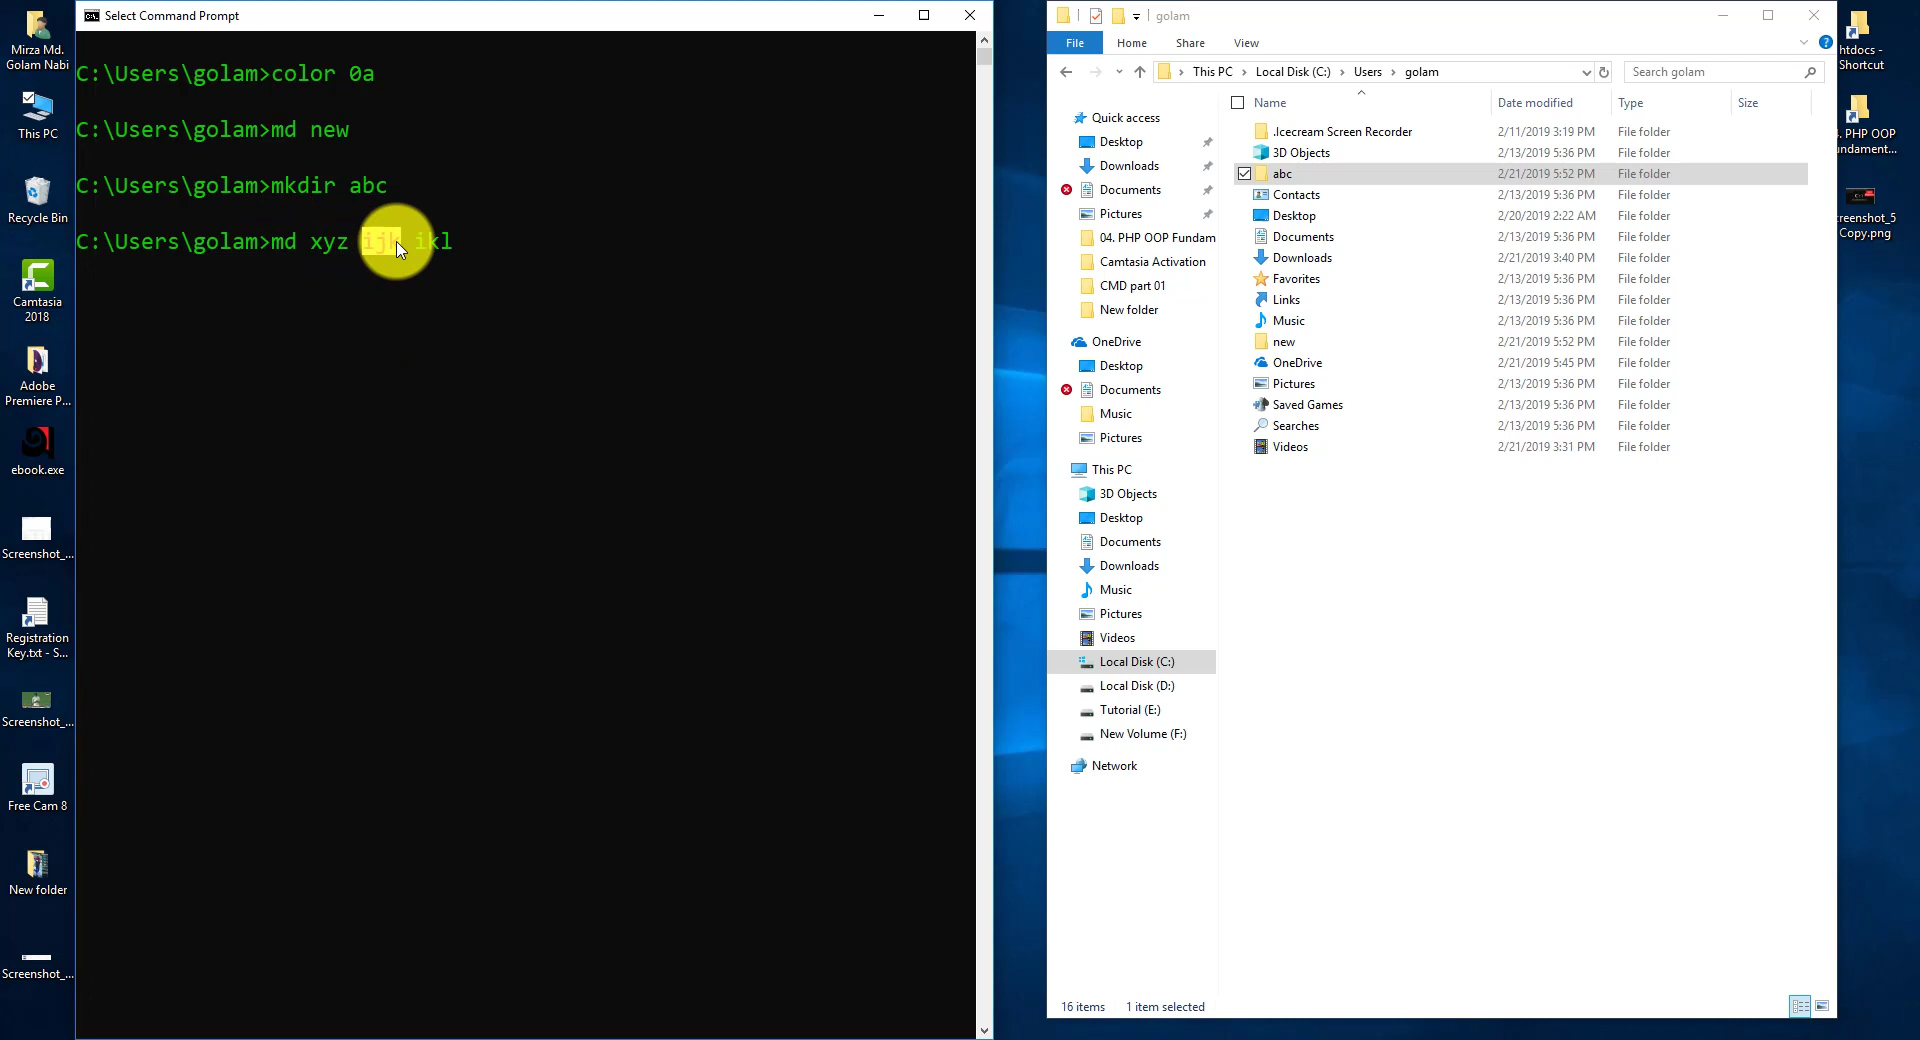 Select Command Prompt
C:\Users\golam>color 0a
C:\Users\golam>md new
C:\Users\golam>mkdir abc
C:\Users\golam>md xyz ijk ikl
Mirza Md.
Golam Nabi
This PC
Recycle Bin
Camtasia
2018
Adobe
Premiere P...
ebook.exe
Screenshot_...
Registration
Key.txt - S...
Screenshot_...
Free Cam 8
New folder
Screenshot_...
golam
File
Home
Share
View
This PC
Local Disk (C:)
Users
golam
Search golam
Quick access
Desktop
Downloads
Documents
Pictures
04. PHP OOP Fundam
Camtasia Activation
CMD part 01
New folder
OneDrive
Desktop
Documents
Music
Pictures
This PC
3D Objects
Desktop
Documents
Downloads
Music
Pictures
Videos
Local Disk (C:)
Local Disk (D:)
Tutorial (E:)
New Volume (F:)
Network
Name Date modified Type Size
.Icecream Screen Recorder 2/11/2019 3:19 PM File folder
3D Objects 2/13/2019 5:36 PM File folder
abc 2/21/2019 5:52 PM File folder
Contacts 2/13/2019 5:36 PM File folder
Desktop 2/20/2019 2:22 AM File folder
Documents 2/13/2019 5:36 PM File folder
Downloads 2/21/2019 3:40 PM File folder
Favorites 2/13/2019 5:36 PM File folder
Links 2/13/2019 5:36 PM File folder
Music 2/13/2019 5:36 PM File folder
new 2/21/2019 5:52 PM File folder
OneDrive 2/21/2019 5:45 PM File folder
Pictures 2/13/2019 5:36 PM File folder
Saved Games 2/13/2019 5:36 PM File folder
Searches 2/13/2019 5:36 PM File folder
Videos 2/21/2019 3:31 PM File folder
16 items 1 item selected
htdocs -
Shortcut
4. PHP OOP
undament...
creenshot_5
Copy.png